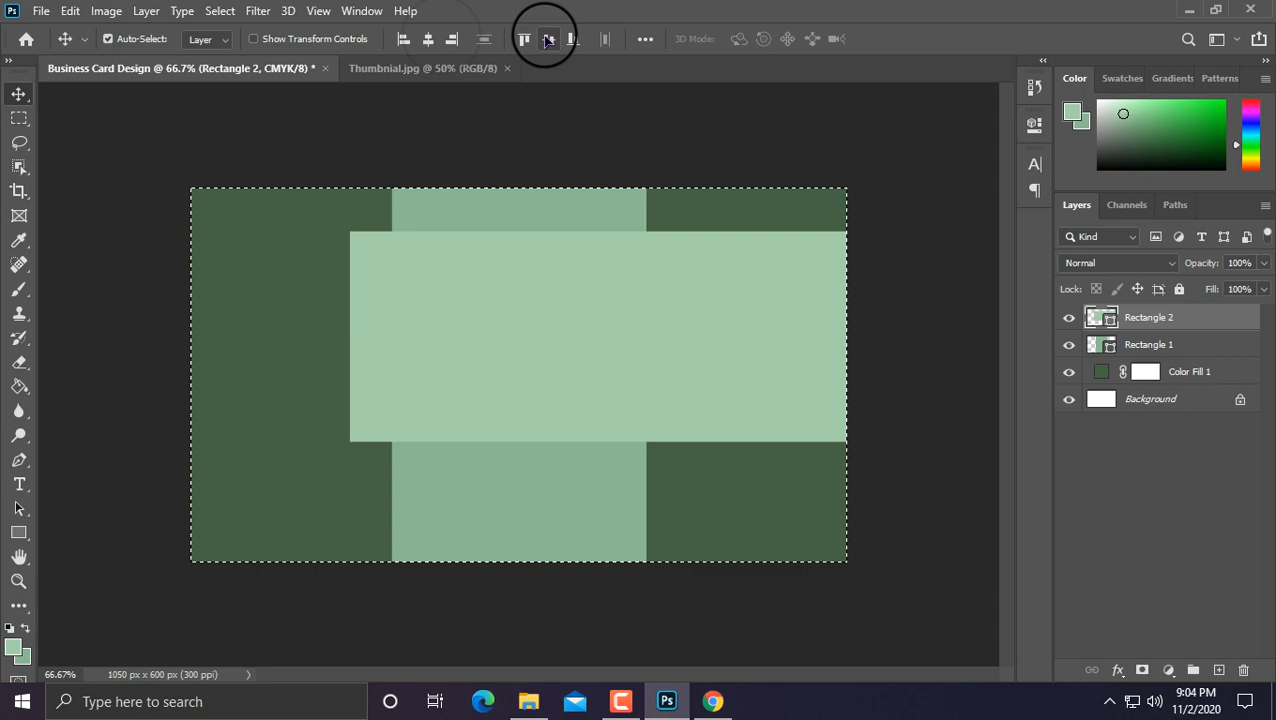 Ps File Edit Image Layer Type Select Filter 3D View Window Help
Auto-Select: Layer Show Transform Controls 3D Mode:
Business Card Design @ 66.7% (Rectangle 2, CMYK/8) * × Thumbnial.jpg @ 50% (RGB/8) ×
Color Swatches Gradients Patterns
Layers Channels Paths
Kind
Normal Opacity: 100%
Lock: Fill: 100%
Rectangle 2
Rectangle 1
Color Fill 1
Background
66.67% 1050 px x 600 px (300 ppi)
Type here to search
Ps
9:04 PM
11/2/2020